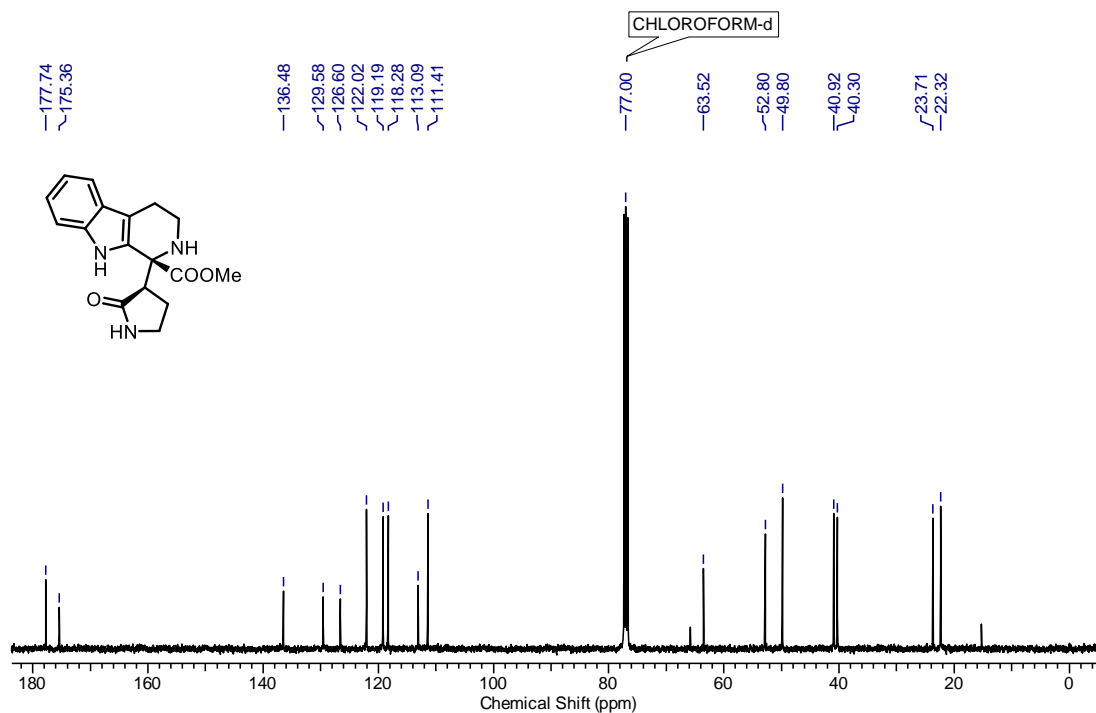 CHLOROFORM-d
177.74
175.36
136.48
129.58
126.60
122.02
119.19
118.28
113.09
111.41
77.00
63.52
52.80
49.80
40.92
40.30
23.71
22.32
N
H
NH
COOMe
O
HN
180 160 140 120 100 80 60 40 20 0
Chemical Shift (ppm)